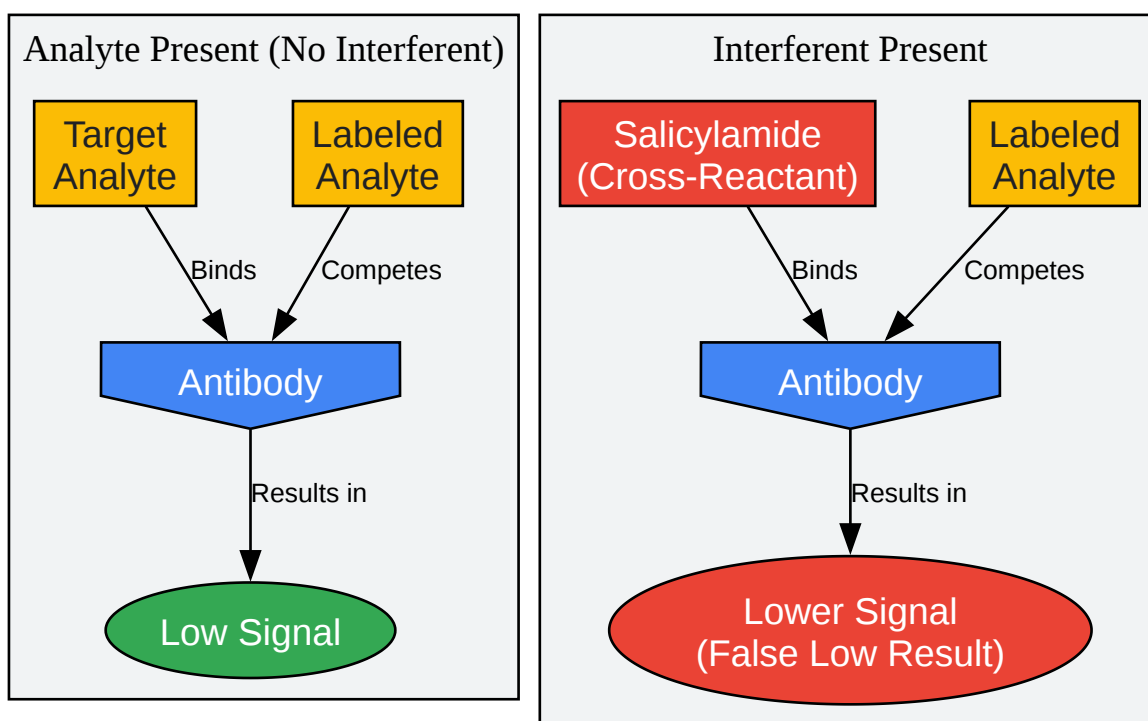 Analyte Present (No Interferent)
Target
Analyte
Labeled
Analyte
Binds
Competes
Antibody
Results in
Low Signal
Interferent Present
Salicylamide
(Cross-Reactant)
Labeled
Analyte
Binds
Competes
Antibody
Results in
Lower Signal
(False Low Result)